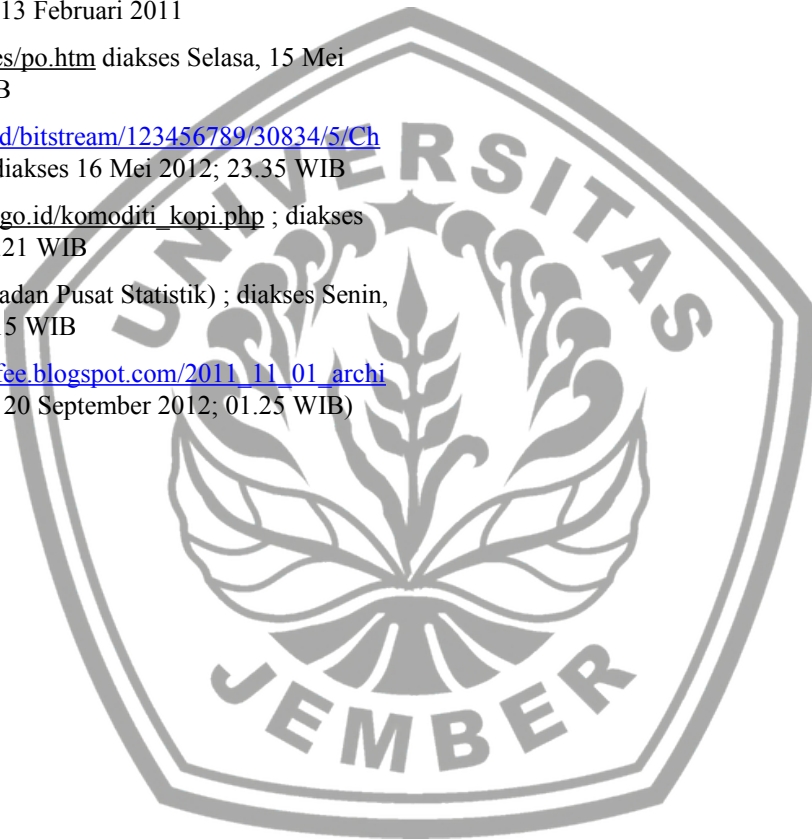 13 Februari 2011
es/po.htm diakses Selasa, 15 Mei
B
d/bitstream/123456789/30834/5/Ch
diakses 16 Mei 2012; 23.35 WIB
go.id/komoditi_kopi.php ; diakses
21 WIB
adan Pusat Statistik) ; diakses Senin,
15 WIB
fee.blogspot.com/2011_11_01_archi
20 September 2012; 01.25 WIB)
UNIVERSITAS
JEMBER